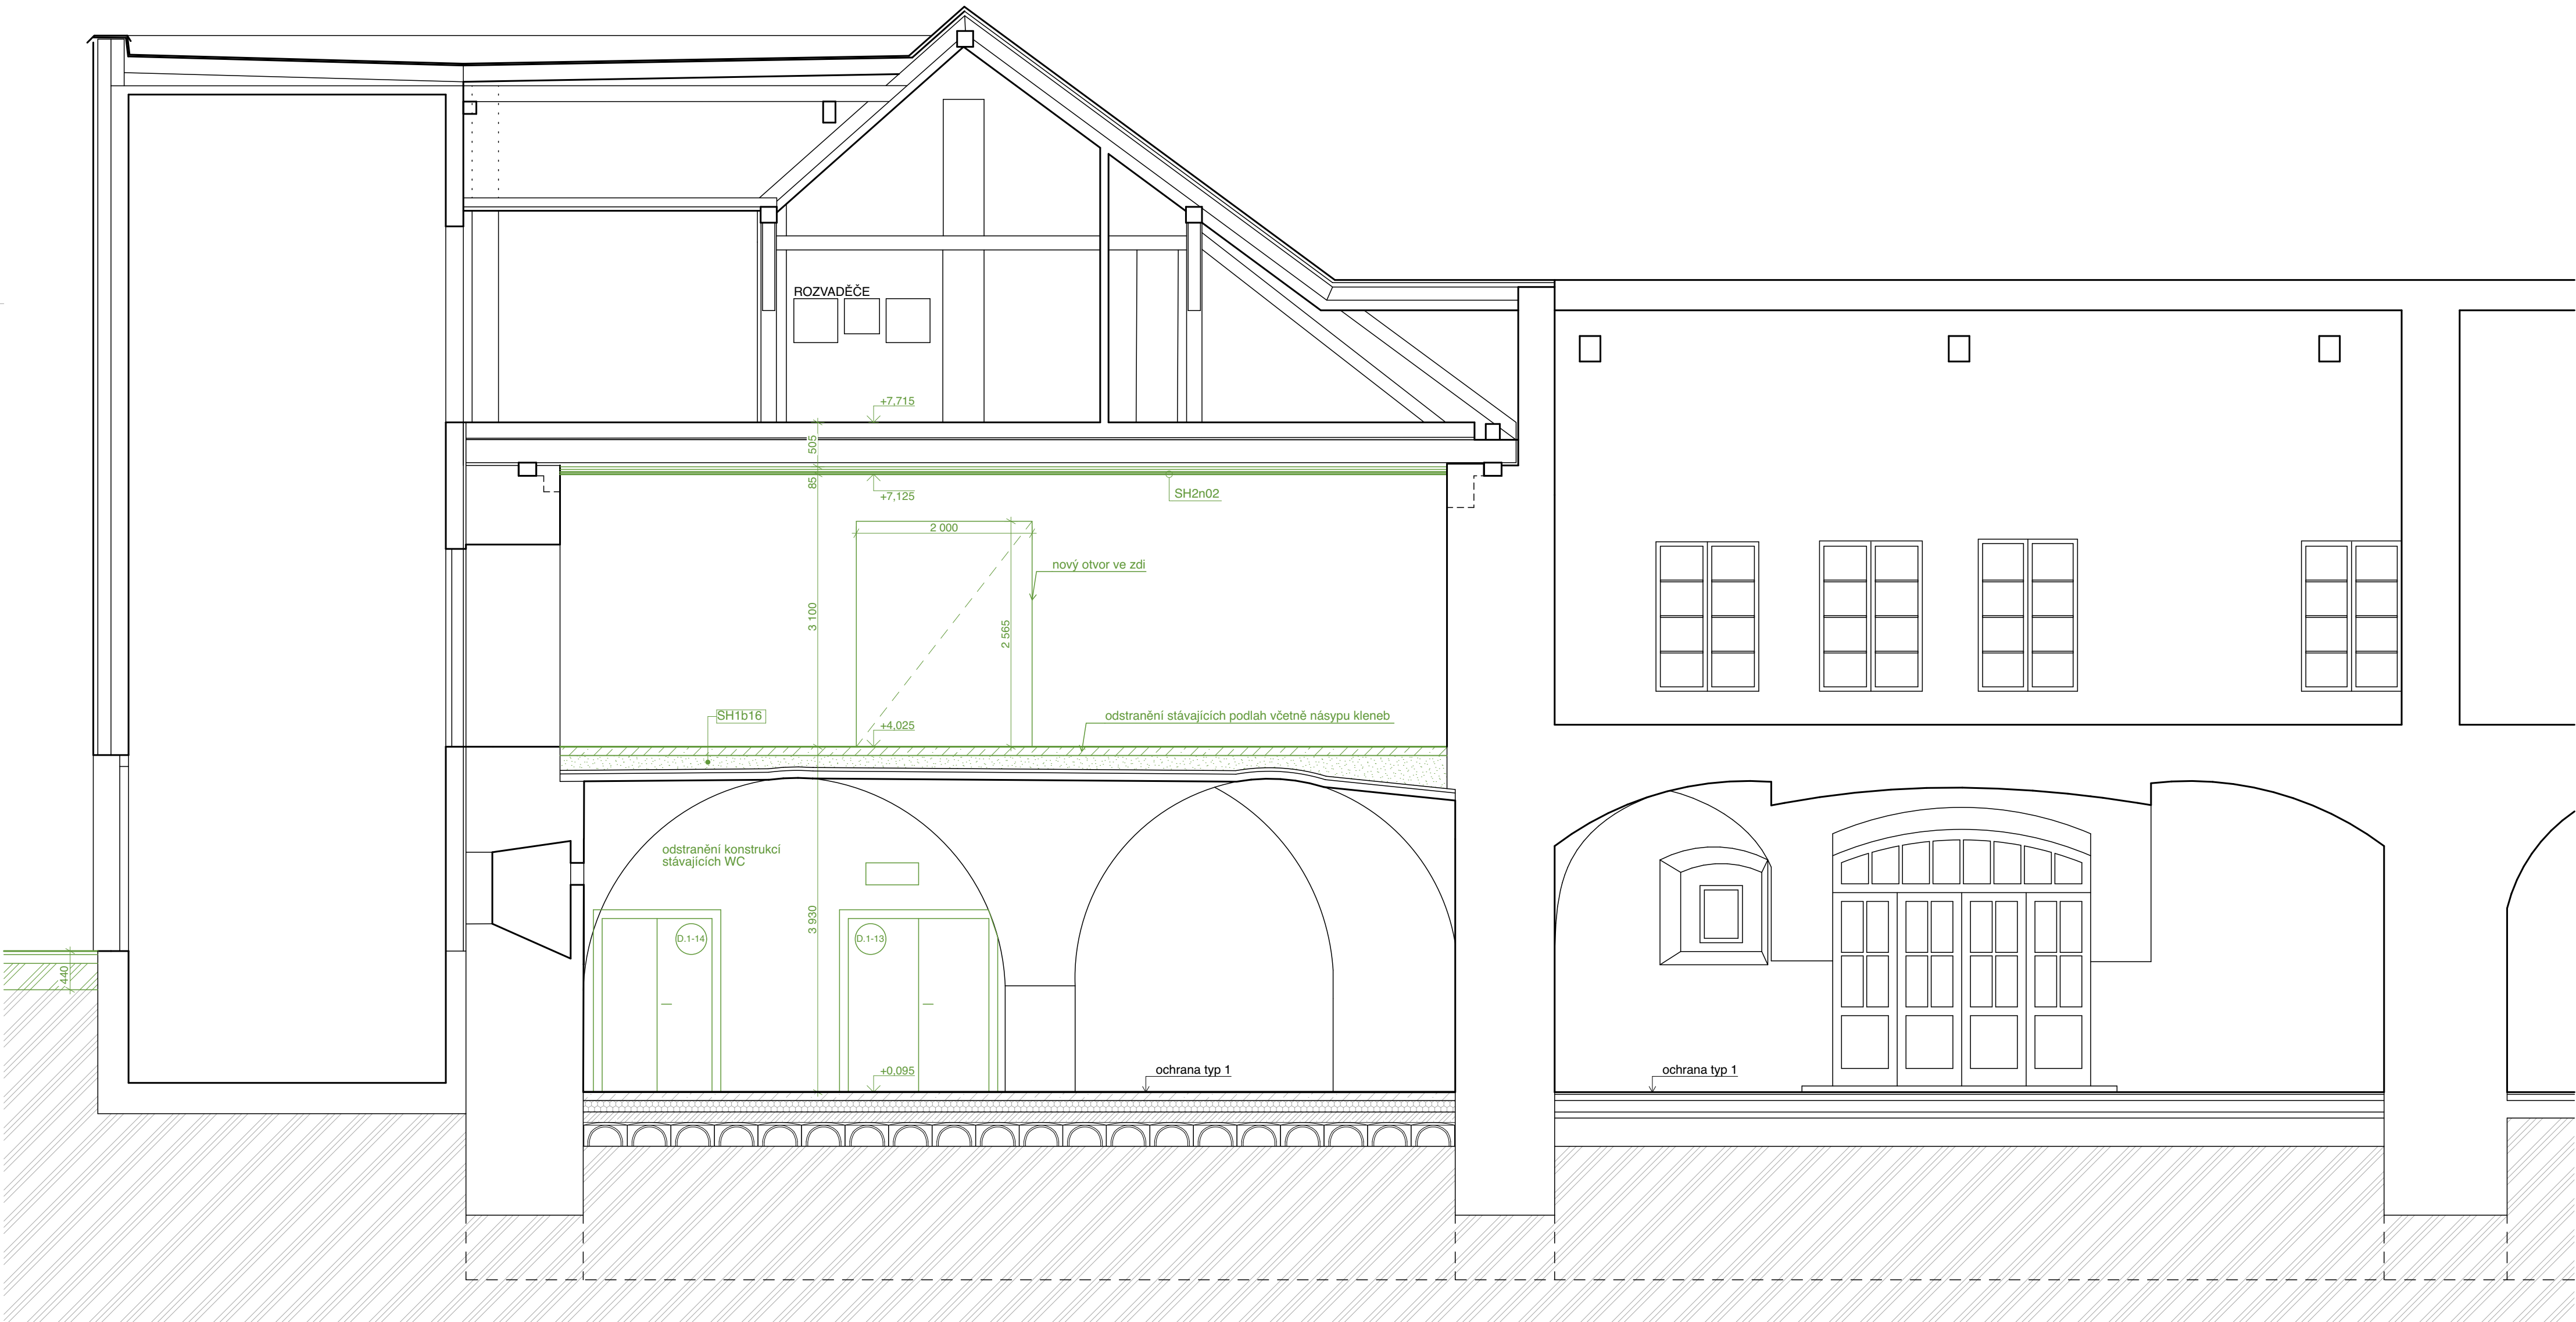 ROZVADĚČE
+7,715
505
85
+7,125
SH2n02
2 000
nový otvor ve zdi
3 100
2 565
SH1b16
+4,025
odstranění stávajících podlah včetně násypu kleneb
odstranění konstrukcí
stávajících WC
3 930
D.1-14
D.1-13
440
+0,095
ochrana typ 1
ochrana typ 1